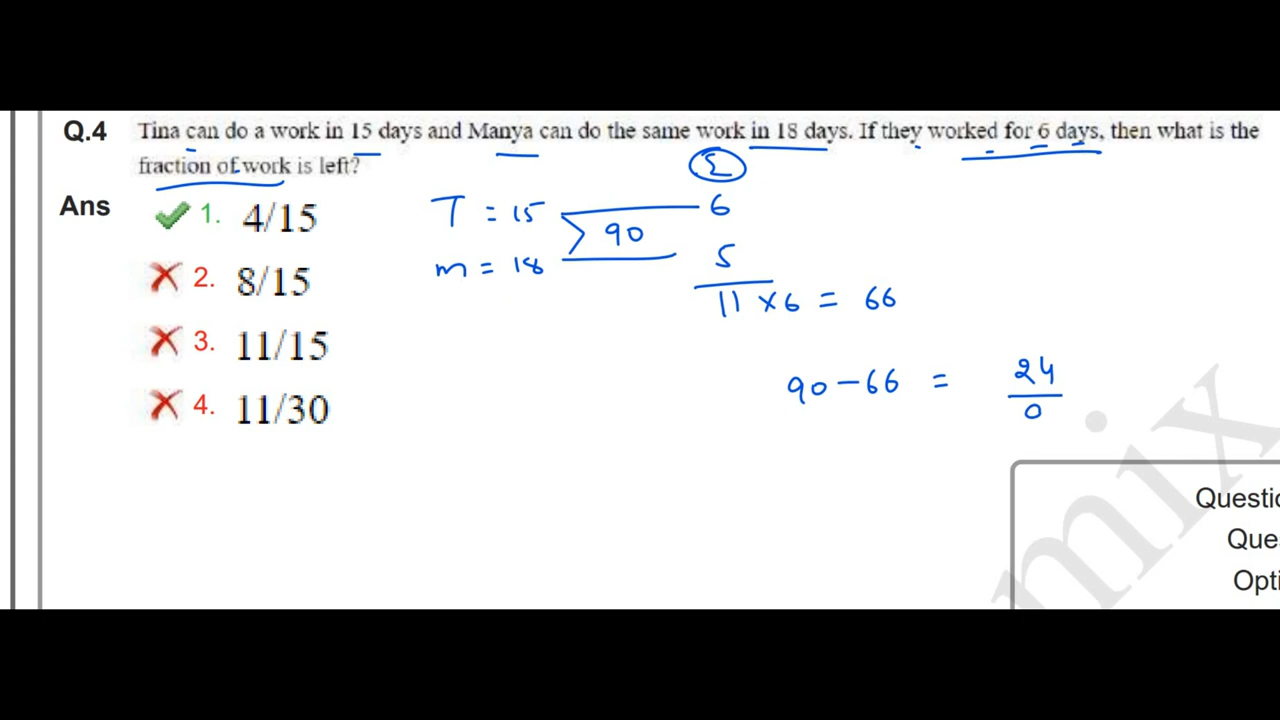 Q.4 Tina can do a work in 15 days and Manya can do the same work in 18 days. If they worked for 6 days, then what is the
fraction of work is left?
Ans 1. 4/15
2. 8/15
3. 11/15
4. 11/30
Σ
T = 15 90 6
m = 18 5
11 × 6 = 66
90 - 66 = 24
0
mix
Questi
Que
Opti